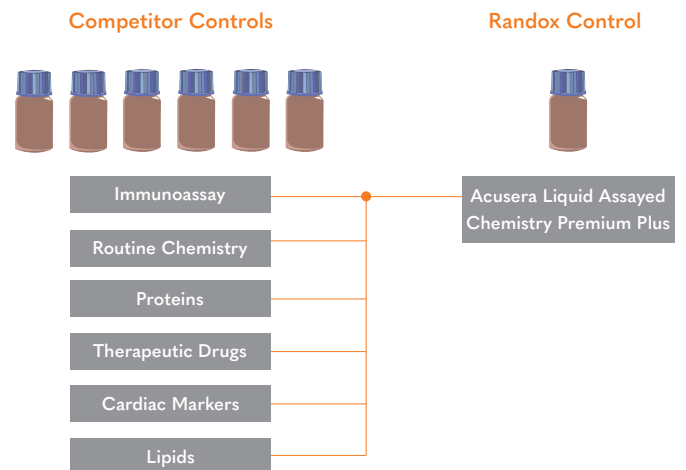 Competitor Controls
Randox Control
Immunoassay
Acusera Liquid Assayed
Chemistry Premium Plus
Routine Chemistry
Proteins
Therapeutic Drugs
Cardiac Markers
Lipids